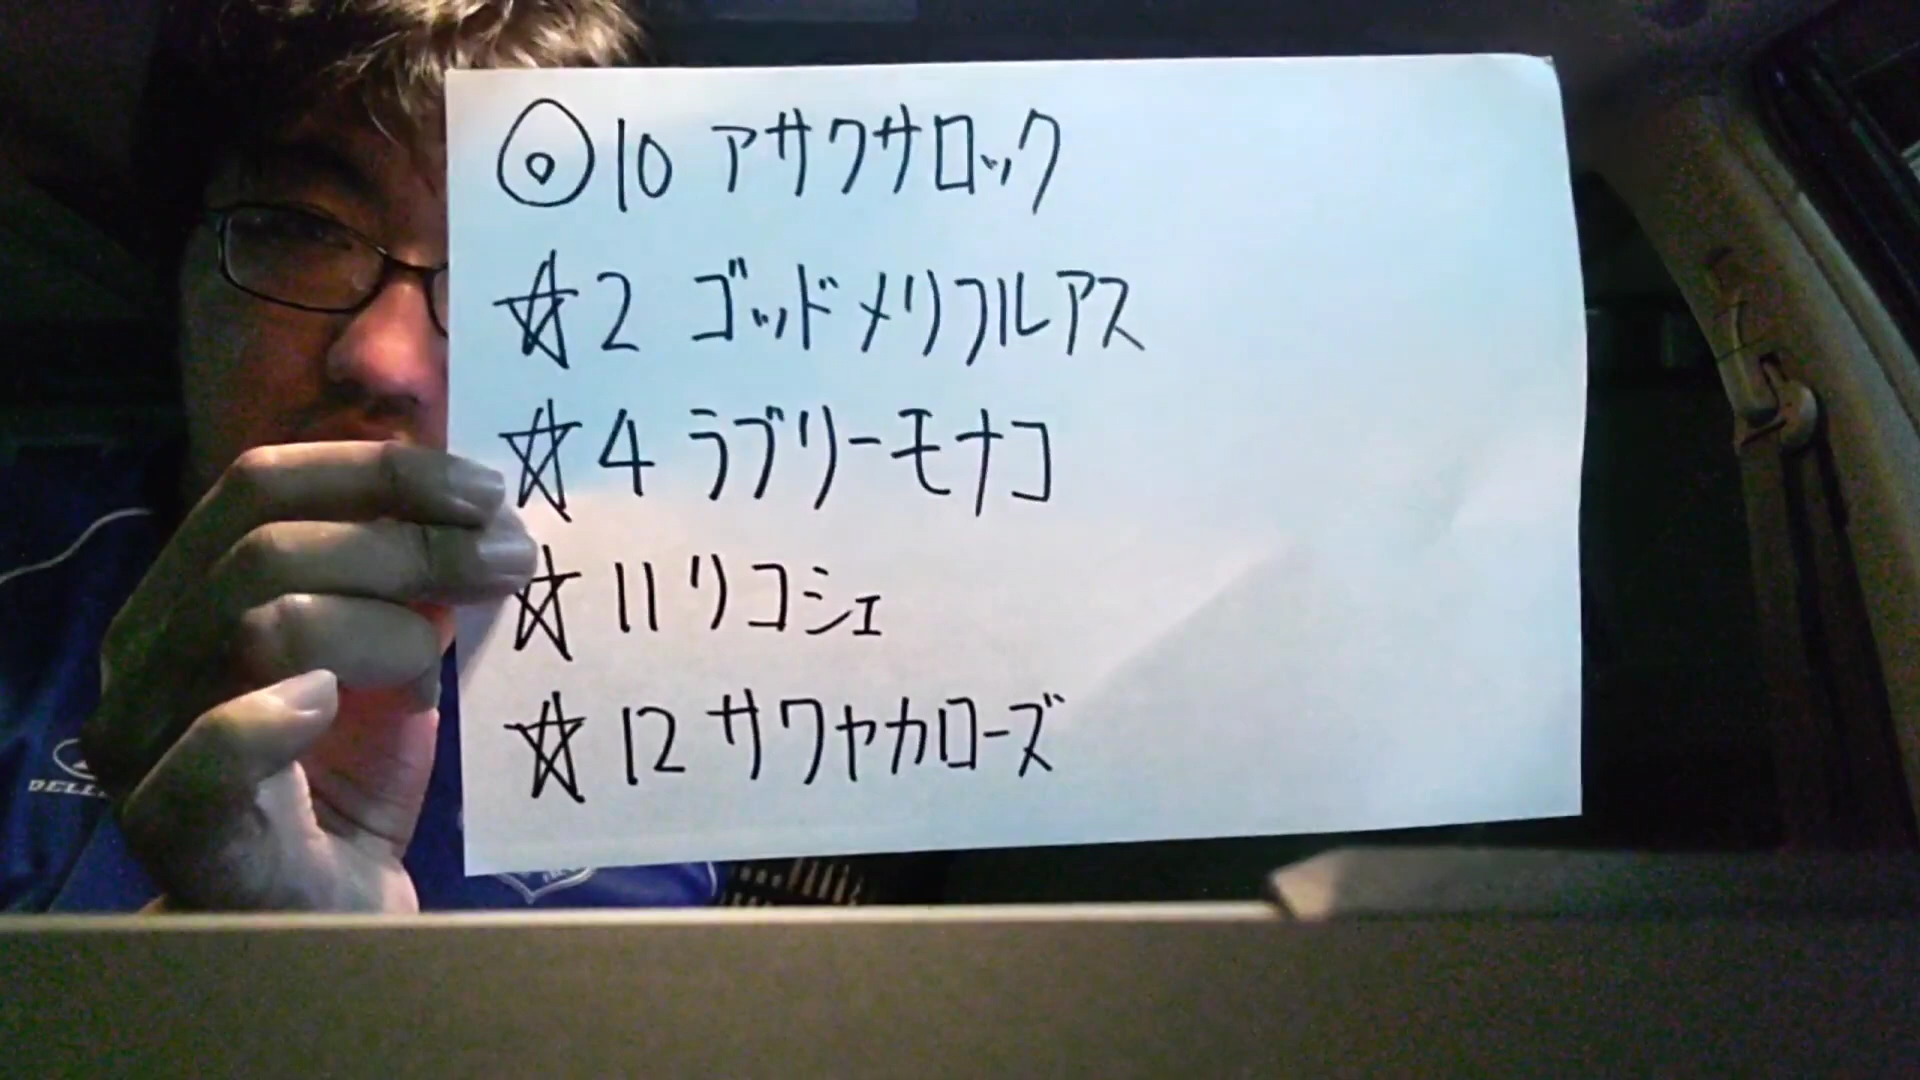 ◎10 アサクサロック
☆2 ゴッドメリフルアス
☆4 ラブリーモナコ
☆11 リコシェ
☆12 サワヤカローズ